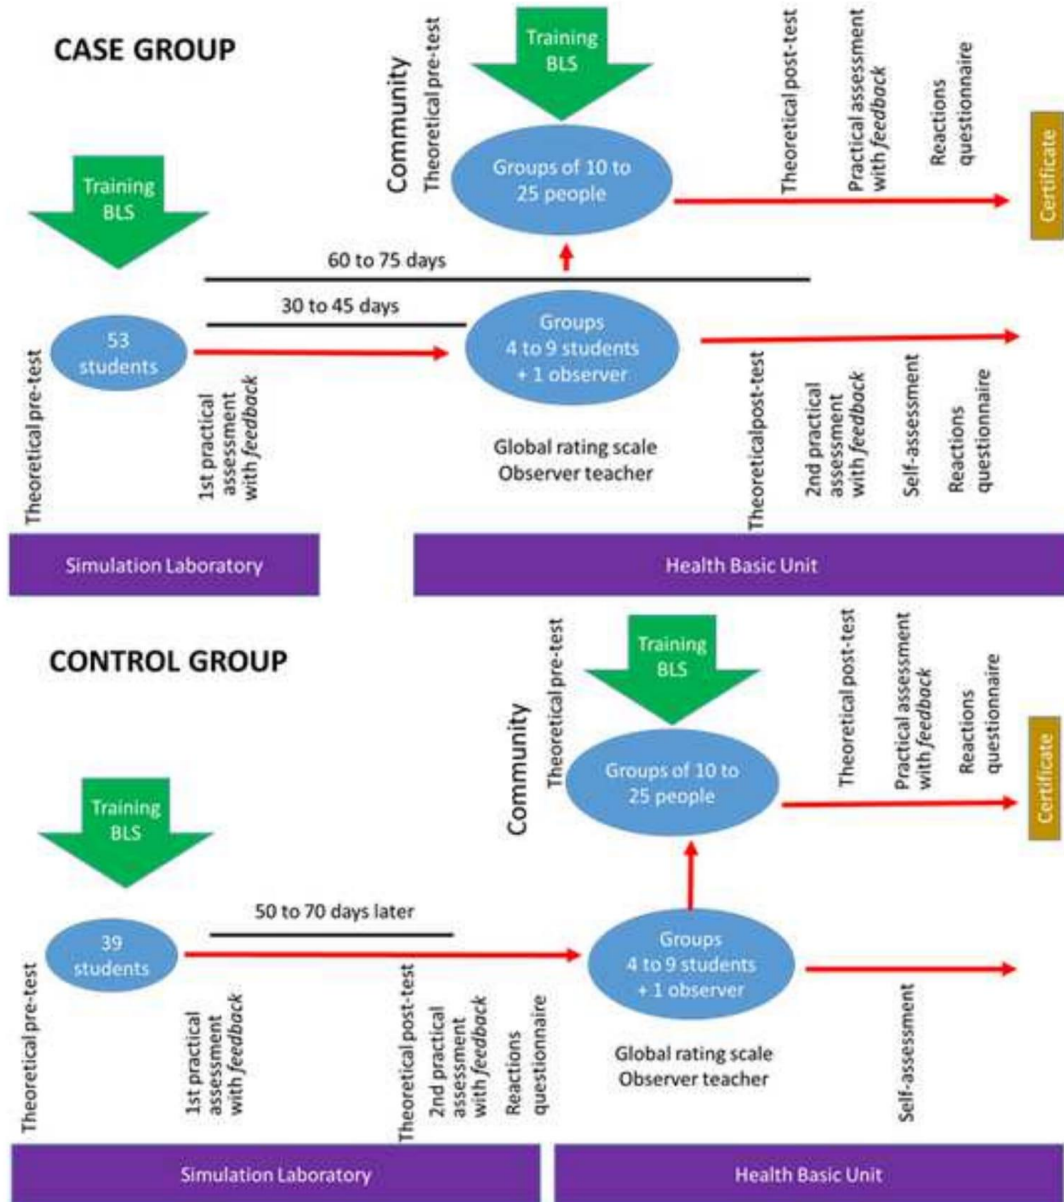 CASE GROUP
Training
BLS
Community
Theoretical pre-test
Training
BLS
Groups of 10 to
25 people
Theoretical post-test
Practical assessment
with feedback
Reactions
questionnaire
Certificate
60 to 75 days
30 to 45 days
Theoretical pre-test
53
students
1st practical
assessment
with feedback
Groups
4 to 9 students
+ 1 observer
Global rating scale
Observer teacher
Theoreticalpost-test
2nd practical
assessment
with feedback
Self-assessment
Reactions
questionnaire
Simulation Laboratory
Health Basic Unit
CONTROL GROUP
Training
BLS
Community
Theoretical pre-test
Training
BLS
Groups of 10 to
25 people
Theoretical post-test
Practical assessment
with feedback
Reactions
questionnaire
Certificate
50 to 70 days later
Theoretical pre-test
39
students
1st practical
assessment
with feedback
Theoretical post-test
2nd practical
assessment
with feedback
Reactions
questionnaire
Groups
4 to 9 students
+ 1 observer
Global rating scale
Observer teacher
Self-assessment
Simulation Laboratory
Health Basic Unit